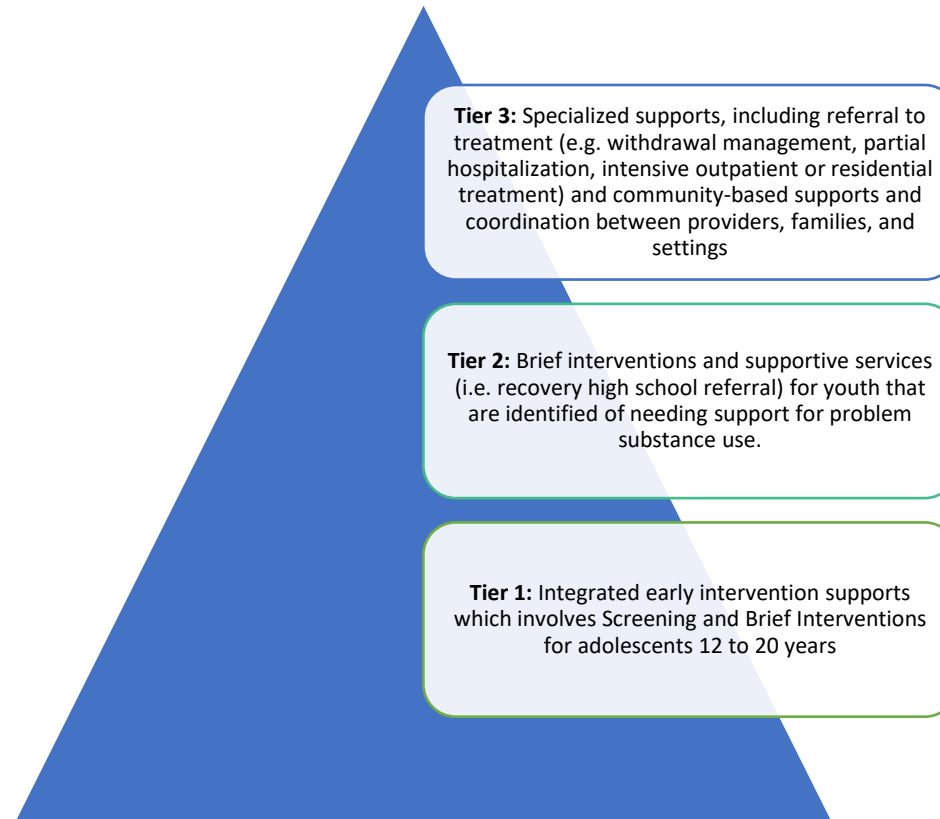 Tier 3: Specialized supports, including referral to
treatment (e.g. withdrawal management, partial
hospitalization, intensive outpatient or residential
treatment) and community-based supports and
coordination between providers, families, and
settings
Tier 2: Brief interventions and supportive services
(i.e. recovery high school referral) for youth that
are identified of needing support for problem
substance use.
Tier 1: Integrated early intervention supports
which involves Screening and Brief Interventions
for adolescents 12 to 20 years